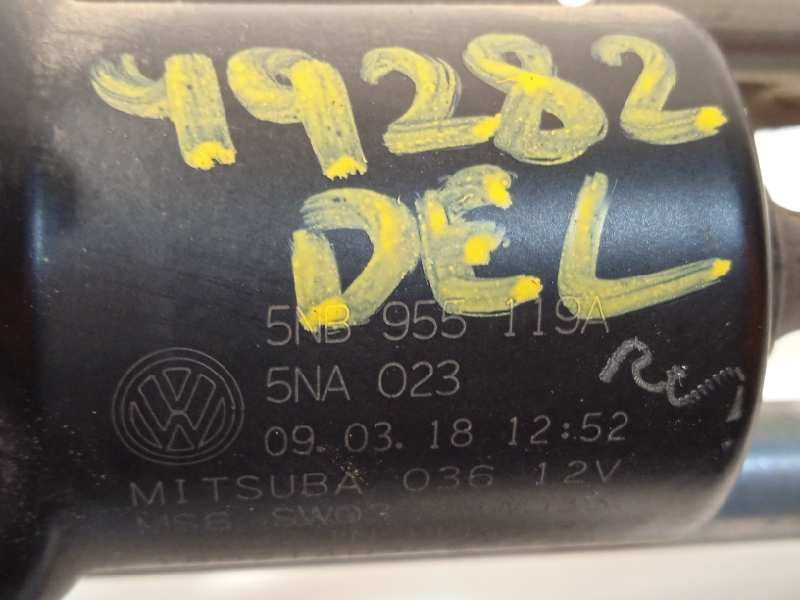 49282
DEL
5NB 955 119A
5NA 023
09.03.18 12:52
MITSUBA 036 12V